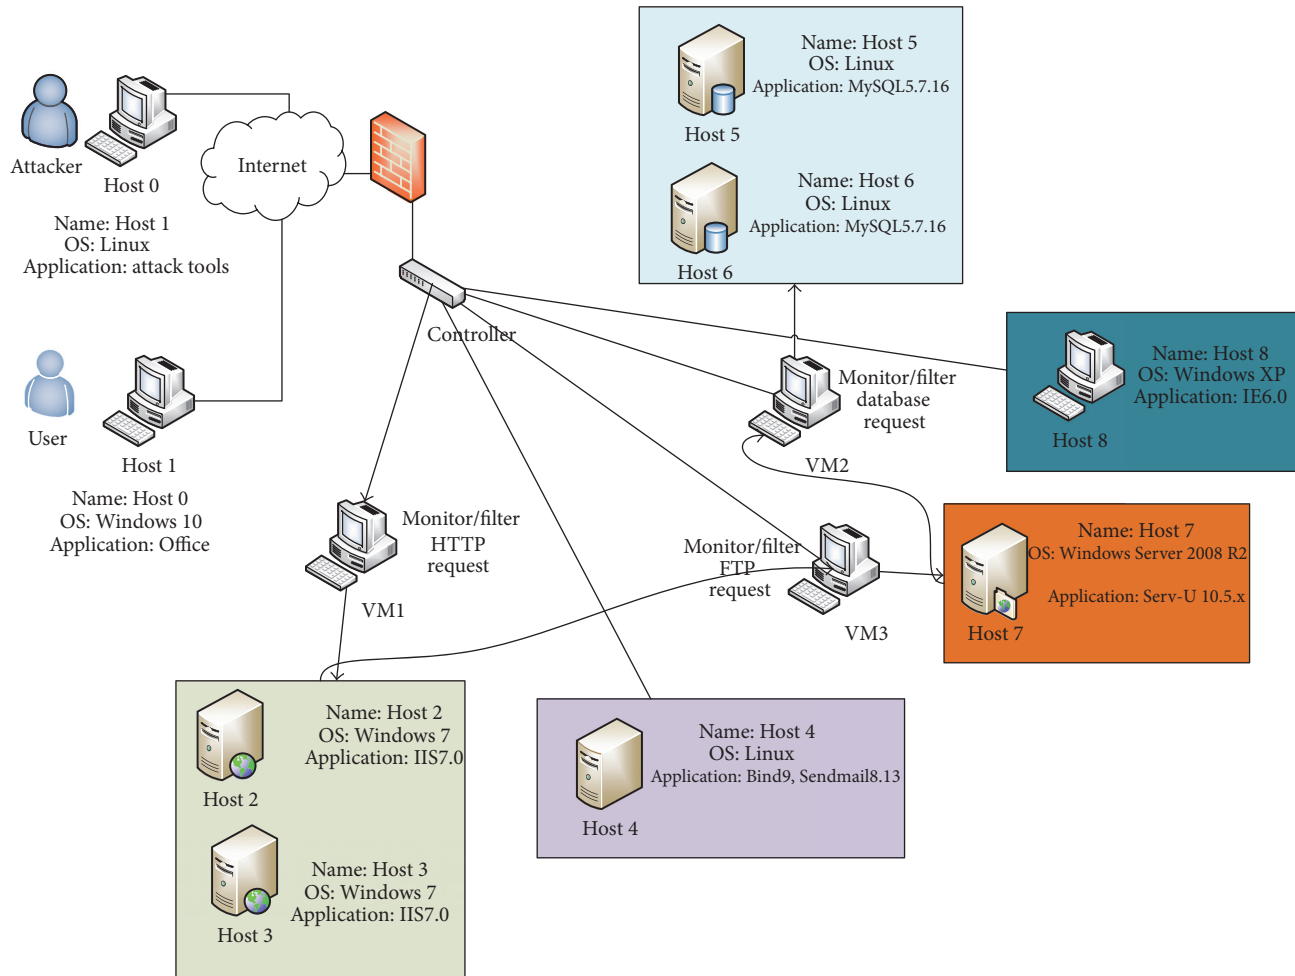 Attacker
Host 0
Name: Host 1
OS: Linux
Application: attack tools
Internet
User
Host 1
Name: Host 0
OS: Windows 10
Application: Office
Controller
Name: Host 5
OS: Linux
Application: MySQL5.7.16
Host 5
Name: Host 6
OS: Linux
Application: MySQL5.7.16
Host 6
Monitor/filter
database
request
VM2
Name: Host 8
OS: Windows XP
Application: IE6.0
Host 8
Monitor/filter
HTTP
request
VM1
Monitor/filter
FTP
request
VM3
Name: Host 7
OS: Windows Server 2008 R2
Application: Serv-U 10.5.x
Host 7
Name: Host 2
OS: Windows 7
Application: IIS7.0
Host 2
Name: Host 3
OS: Windows 7
Application: IIS7.0
Host 3
Name: Host 4
OS: Linux
Application: Bind9, Sendmail8.13
Host 4